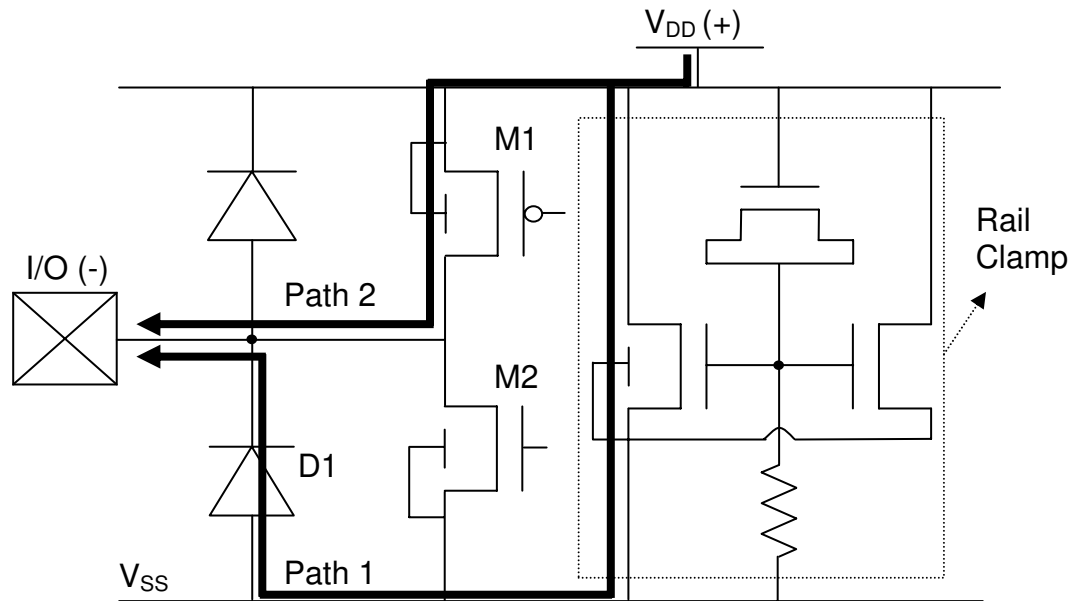 V_DD (+)
M1
Rail
Clamp
I/O (-)
Path 2
M2
D1
V_SS
Path 1